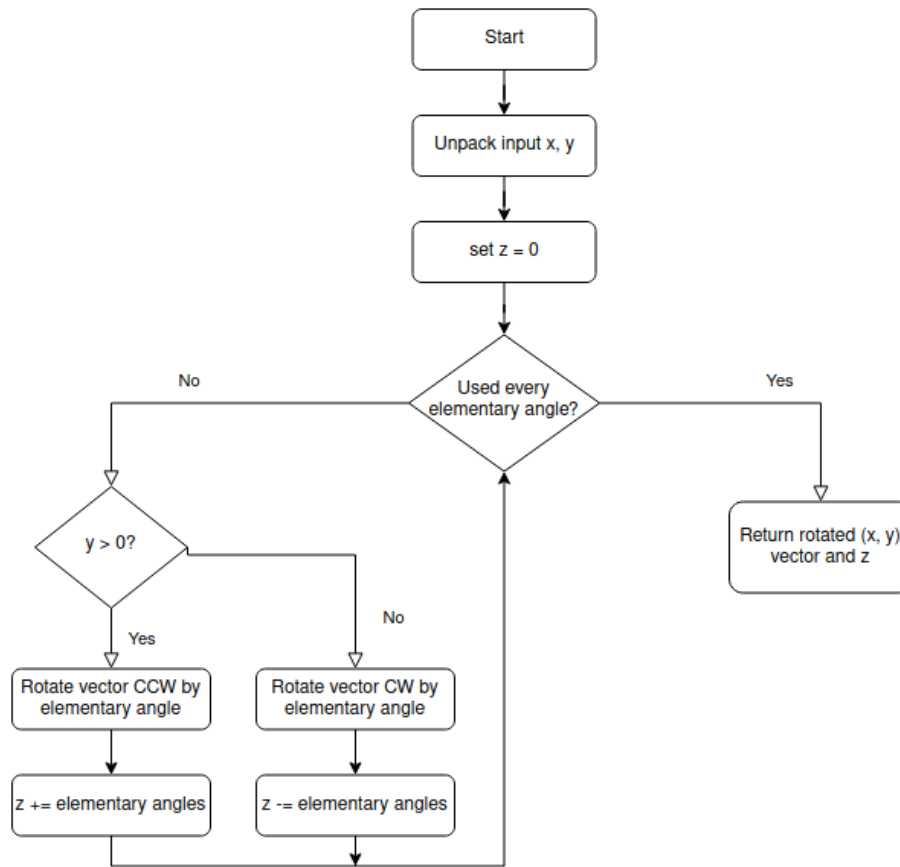 Start
Unpack input x, y
set z = 0
Used every
elementary angle?
No
Yes
y > 0?
Return rotated (x, y)
vector and z
Yes
No
Rotate vector CCW by
elementary angle
Rotate vector CW by
elementary angle
z += elementary angles
z -= elementary angles